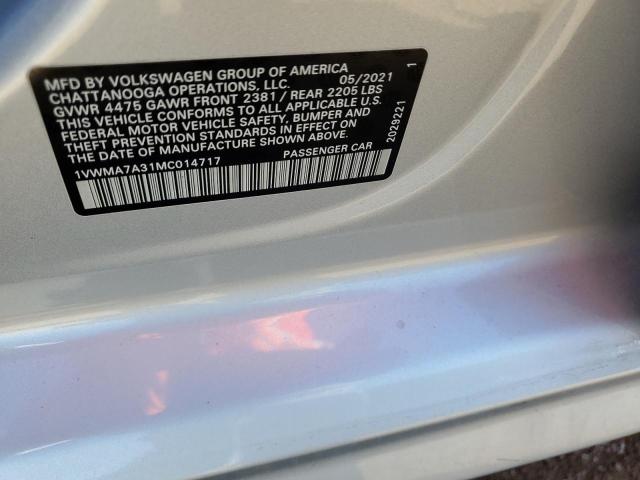 MFD BY VOLKSWAGEN GROUP OF AMERICA
CHATTANOOGA OPERATIONS, LLC. 05/2021 1
GVWR 4475 GAWR FRONT 2381/ REAR 2205 LBS
THIS VEHICLE CONFORMS TO ALL APPLICABLE U.S.
FEDERAL MOTOR VEHICLE SAFETY, BUMPER AND
THEFT PREVENTION STANDARDS IN EFFECT ON
THE DATE OF MANUFACTURE SHOWN ABOVE.
1VWMA7A31MC014717 PASSENGER CAR
2029221